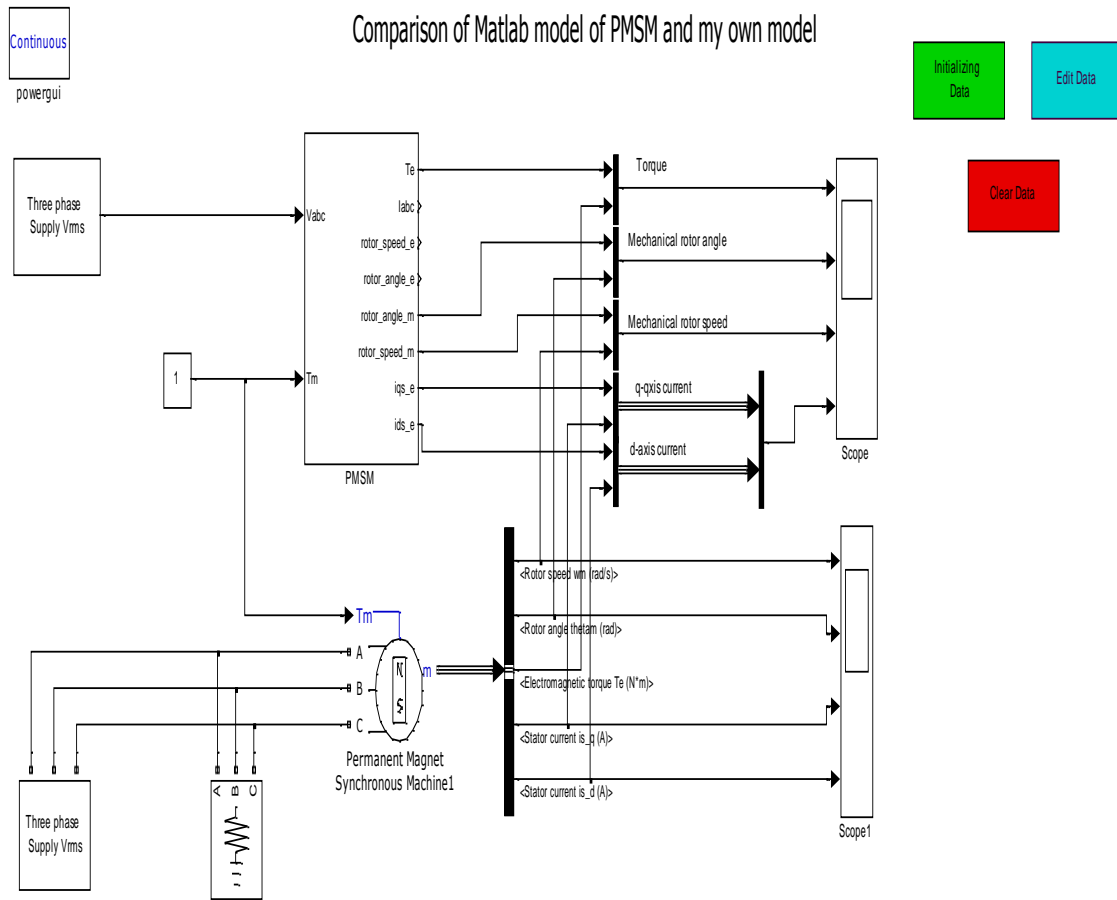 Comparison of Matlab model of PMSM and my own model
Continuous
powergui
Initializing
Data
Edit Data
Clear Data
Three phase
Supply Vrms
Vabc
Tm
Te
Iabc
rotor_speed_e
rotor_angle_e
rotor_angle_m
rotor_speed_m
iqs_e
ids_e
PMSM
1
Torque
Mechanical rotor angle
Mechanical rotor speed
q-qxis current
d-axis current
Scope
<Rotor speed wm (rad/s)>
<Rotor angle thetam (rad)>
<Electromagnetic torque Te (N*m)>
<Stator current is_q (A)>
<Stator current is_d (A)>
Scope1
Tm
A
B
C
N
S
m
Permanent Magnet
Synchronous Machine1
Three phase
Supply Vrms
A
B
C